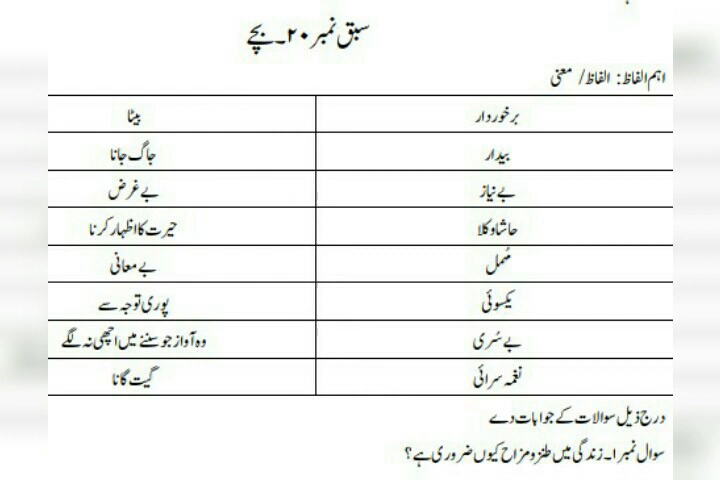 سبق نمبر ۲۰۔ بچے
اہم الفاظ: الفاظ/ معنی
برخوردار بیٹا
بیدار جاگ جانا
بے نیاز بے غرض
حاشا وکلا حیرت کا اظہار کرنا
مُہمل بے معانی
یکسوئی پوری توجہ سے
بے سُری وہ آواز جو سننے میں اچھی نہ لگے
نغمہ سرائی گیت گانا
درج ذیل سوالات کے جوابات دے
سوال نمبر ۱۔ زندگی میں طنز و مزاح کیوں ضروری ہے؟